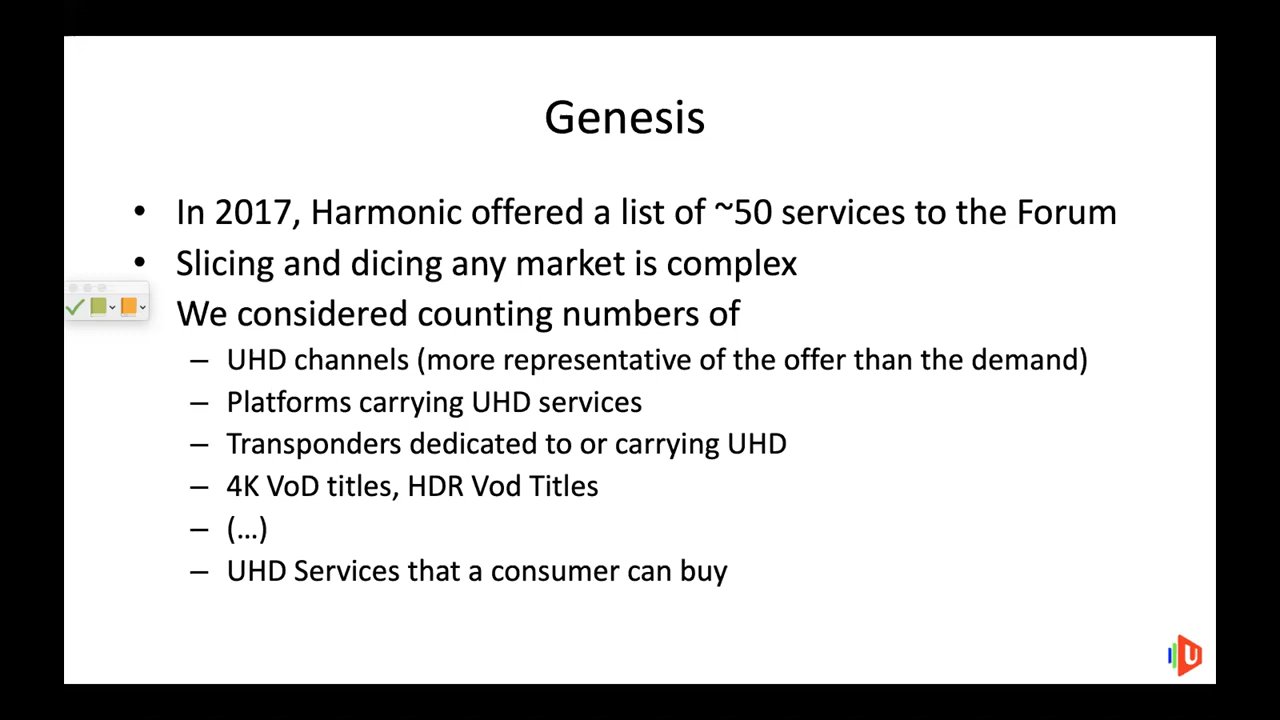 Genesis
• In 2017, Harmonic offered a list of ~50 services to the Forum
• Slicing and dicing any market is complex
We considered counting numbers of
– UHD channels (more representative of the offer than the demand)
– Platforms carrying UHD services
– Transponders dedicated to or carrying UHD
– 4K VoD titles, HDR Vod Titles
– (…)
– UHD Services that a consumer can buy
U